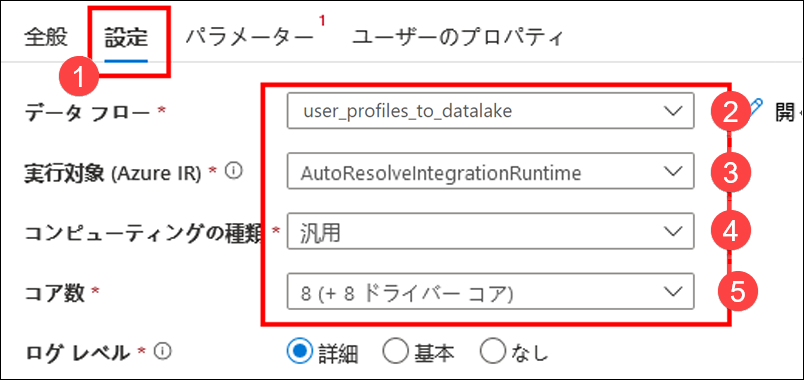 全般 設定 パラメーター 1 ユーザーのプロパティ
1
データ フロー * user_profiles_to_datalake 2 開
実行対象 (Azure IR) * AutoResolveIntegrationRuntime 3
コンピューティングの種類 * 汎用 4
コア数 * 8 (+ 8 ドライバー コア) 5
ログ レベル * 詳細 基本 なし